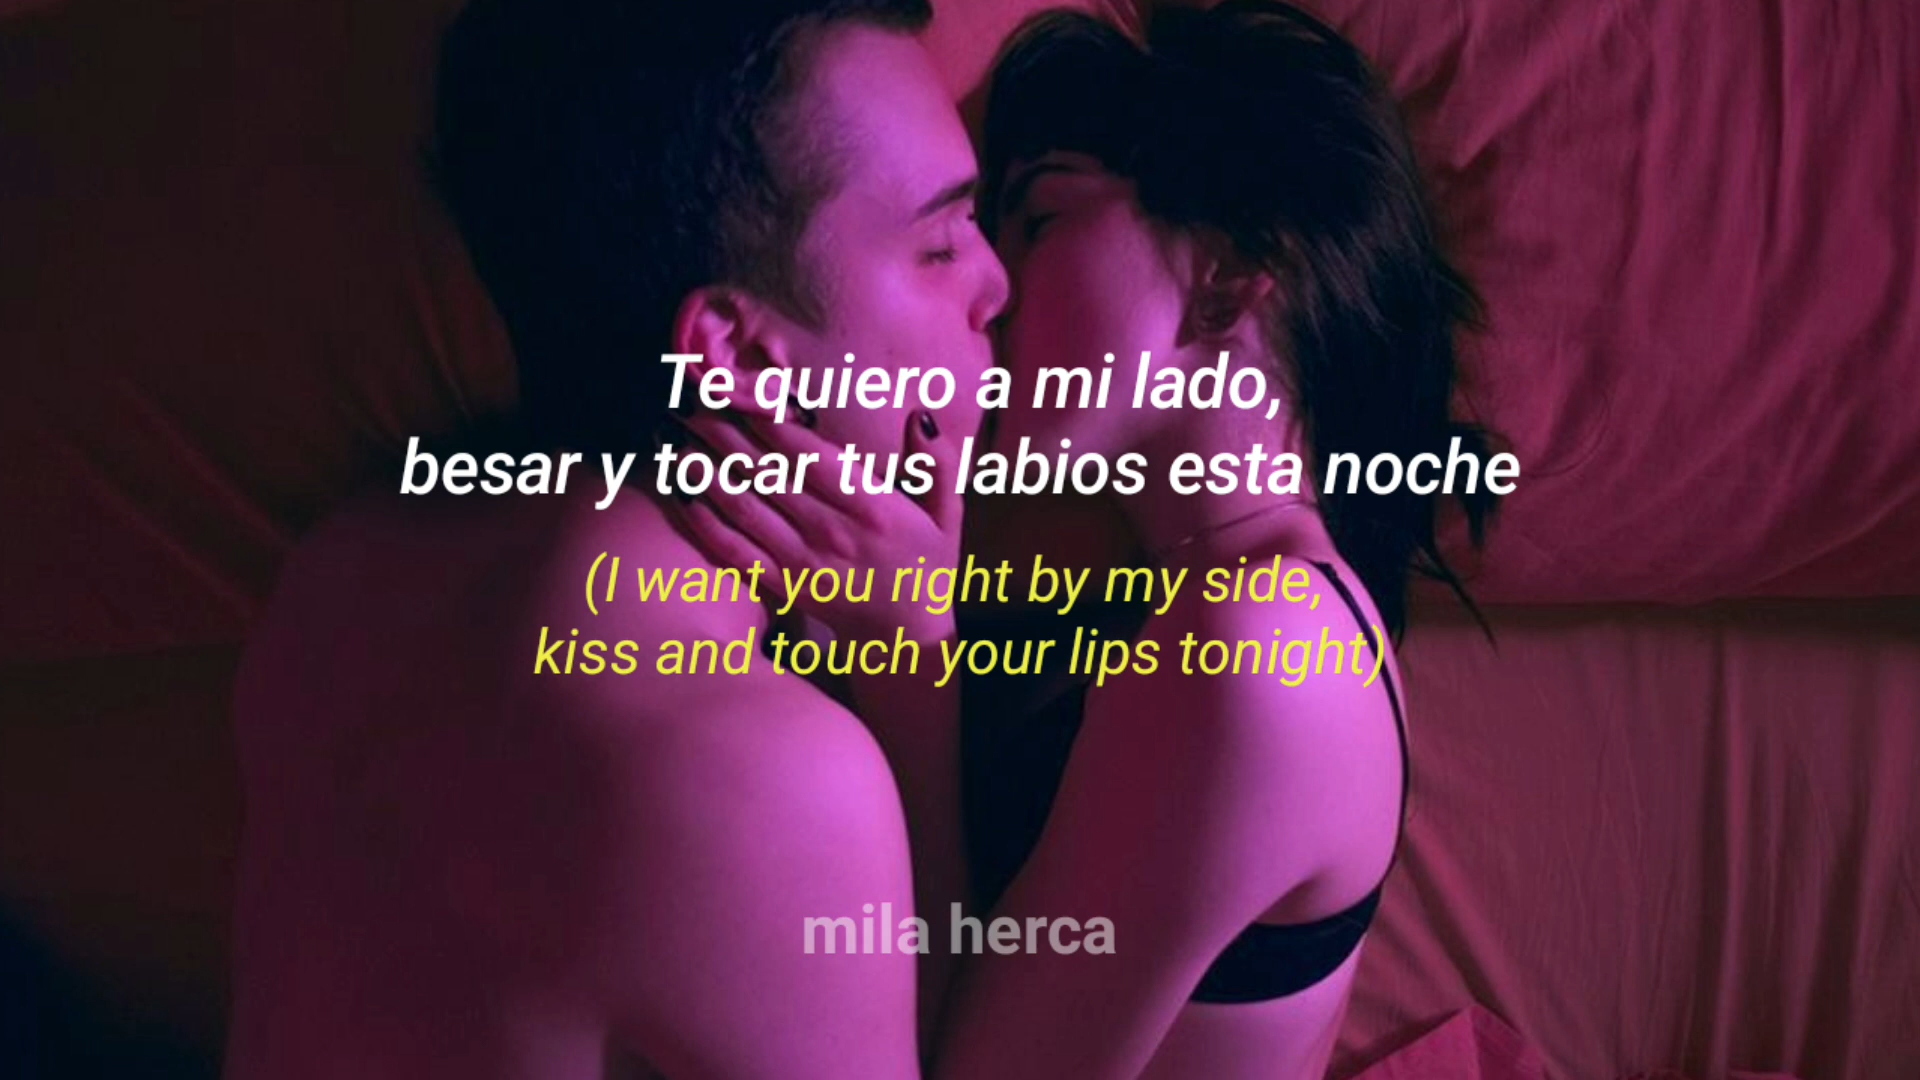 Te quiero a mi lado,
besar y tocar tus labios esta noche
(I want you right by my side,
kiss and touch your lips tonight)
mila herca